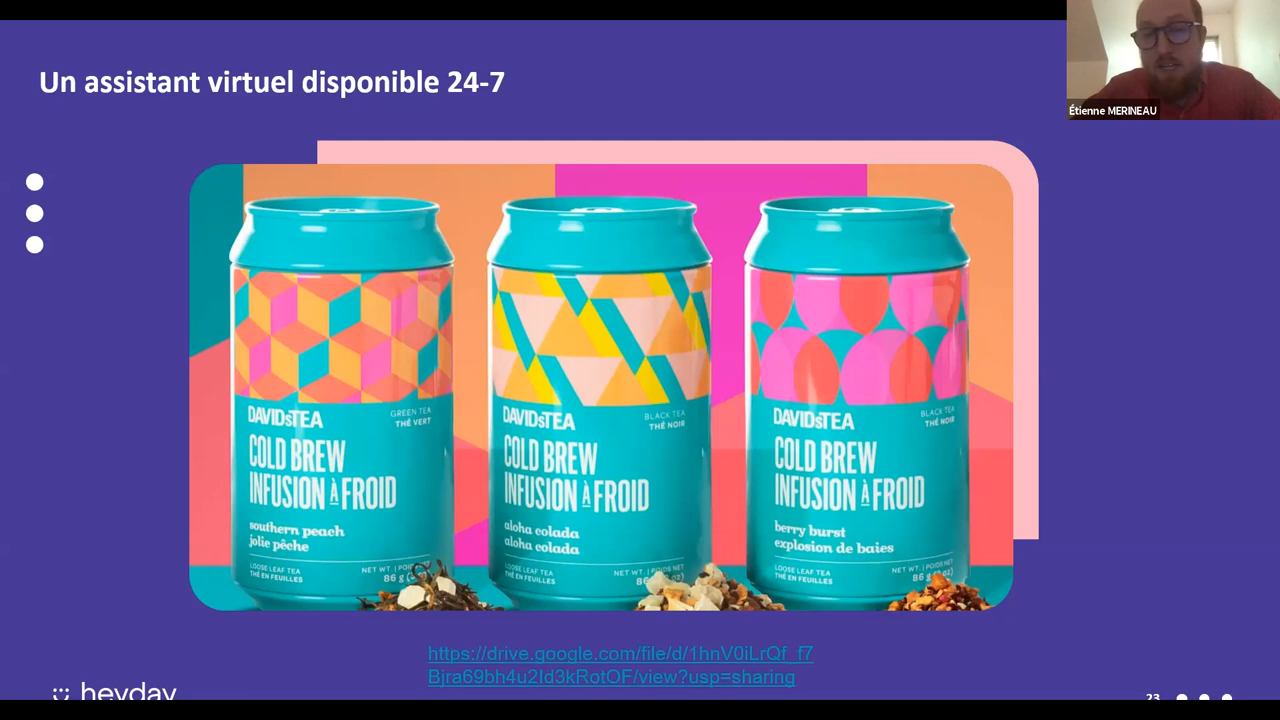 Un assistant virtuel disponible 24-7
Étienne MERINEAU
DAVIDsTEA
GREEN TEA
THÉ VERT
COLD BREW
INFUSION À FROID
southern peach
jolie pêche
LOOSE LEAF TEA
THÉ EN FEUILLES
NET WT. | POIDS NET
86 g
DAVIDsTEA
BLACK TEA
THÉ NOIR
COLD BREW
INFUSION À FROID
aloha colada
aloha colada
LOOSE LEAF TEA
THÉ EN FEUILLES
NET WT. | POIDS NET
DAVIDsTEA
BLACK TEA
THÉ NOIR
COLD BREW
INFUSION À FROID
berry burst
explosion de baies
LOOSE LEAF TEA
THÉ EN FEUILLES
NET WT. | POIDS NET
86 g
https://drive.google.com/file/d/1hnV0iLrQf_f7
Bjra69bh4u2Id3kRotOF/view?usp=sharing
heyday
23